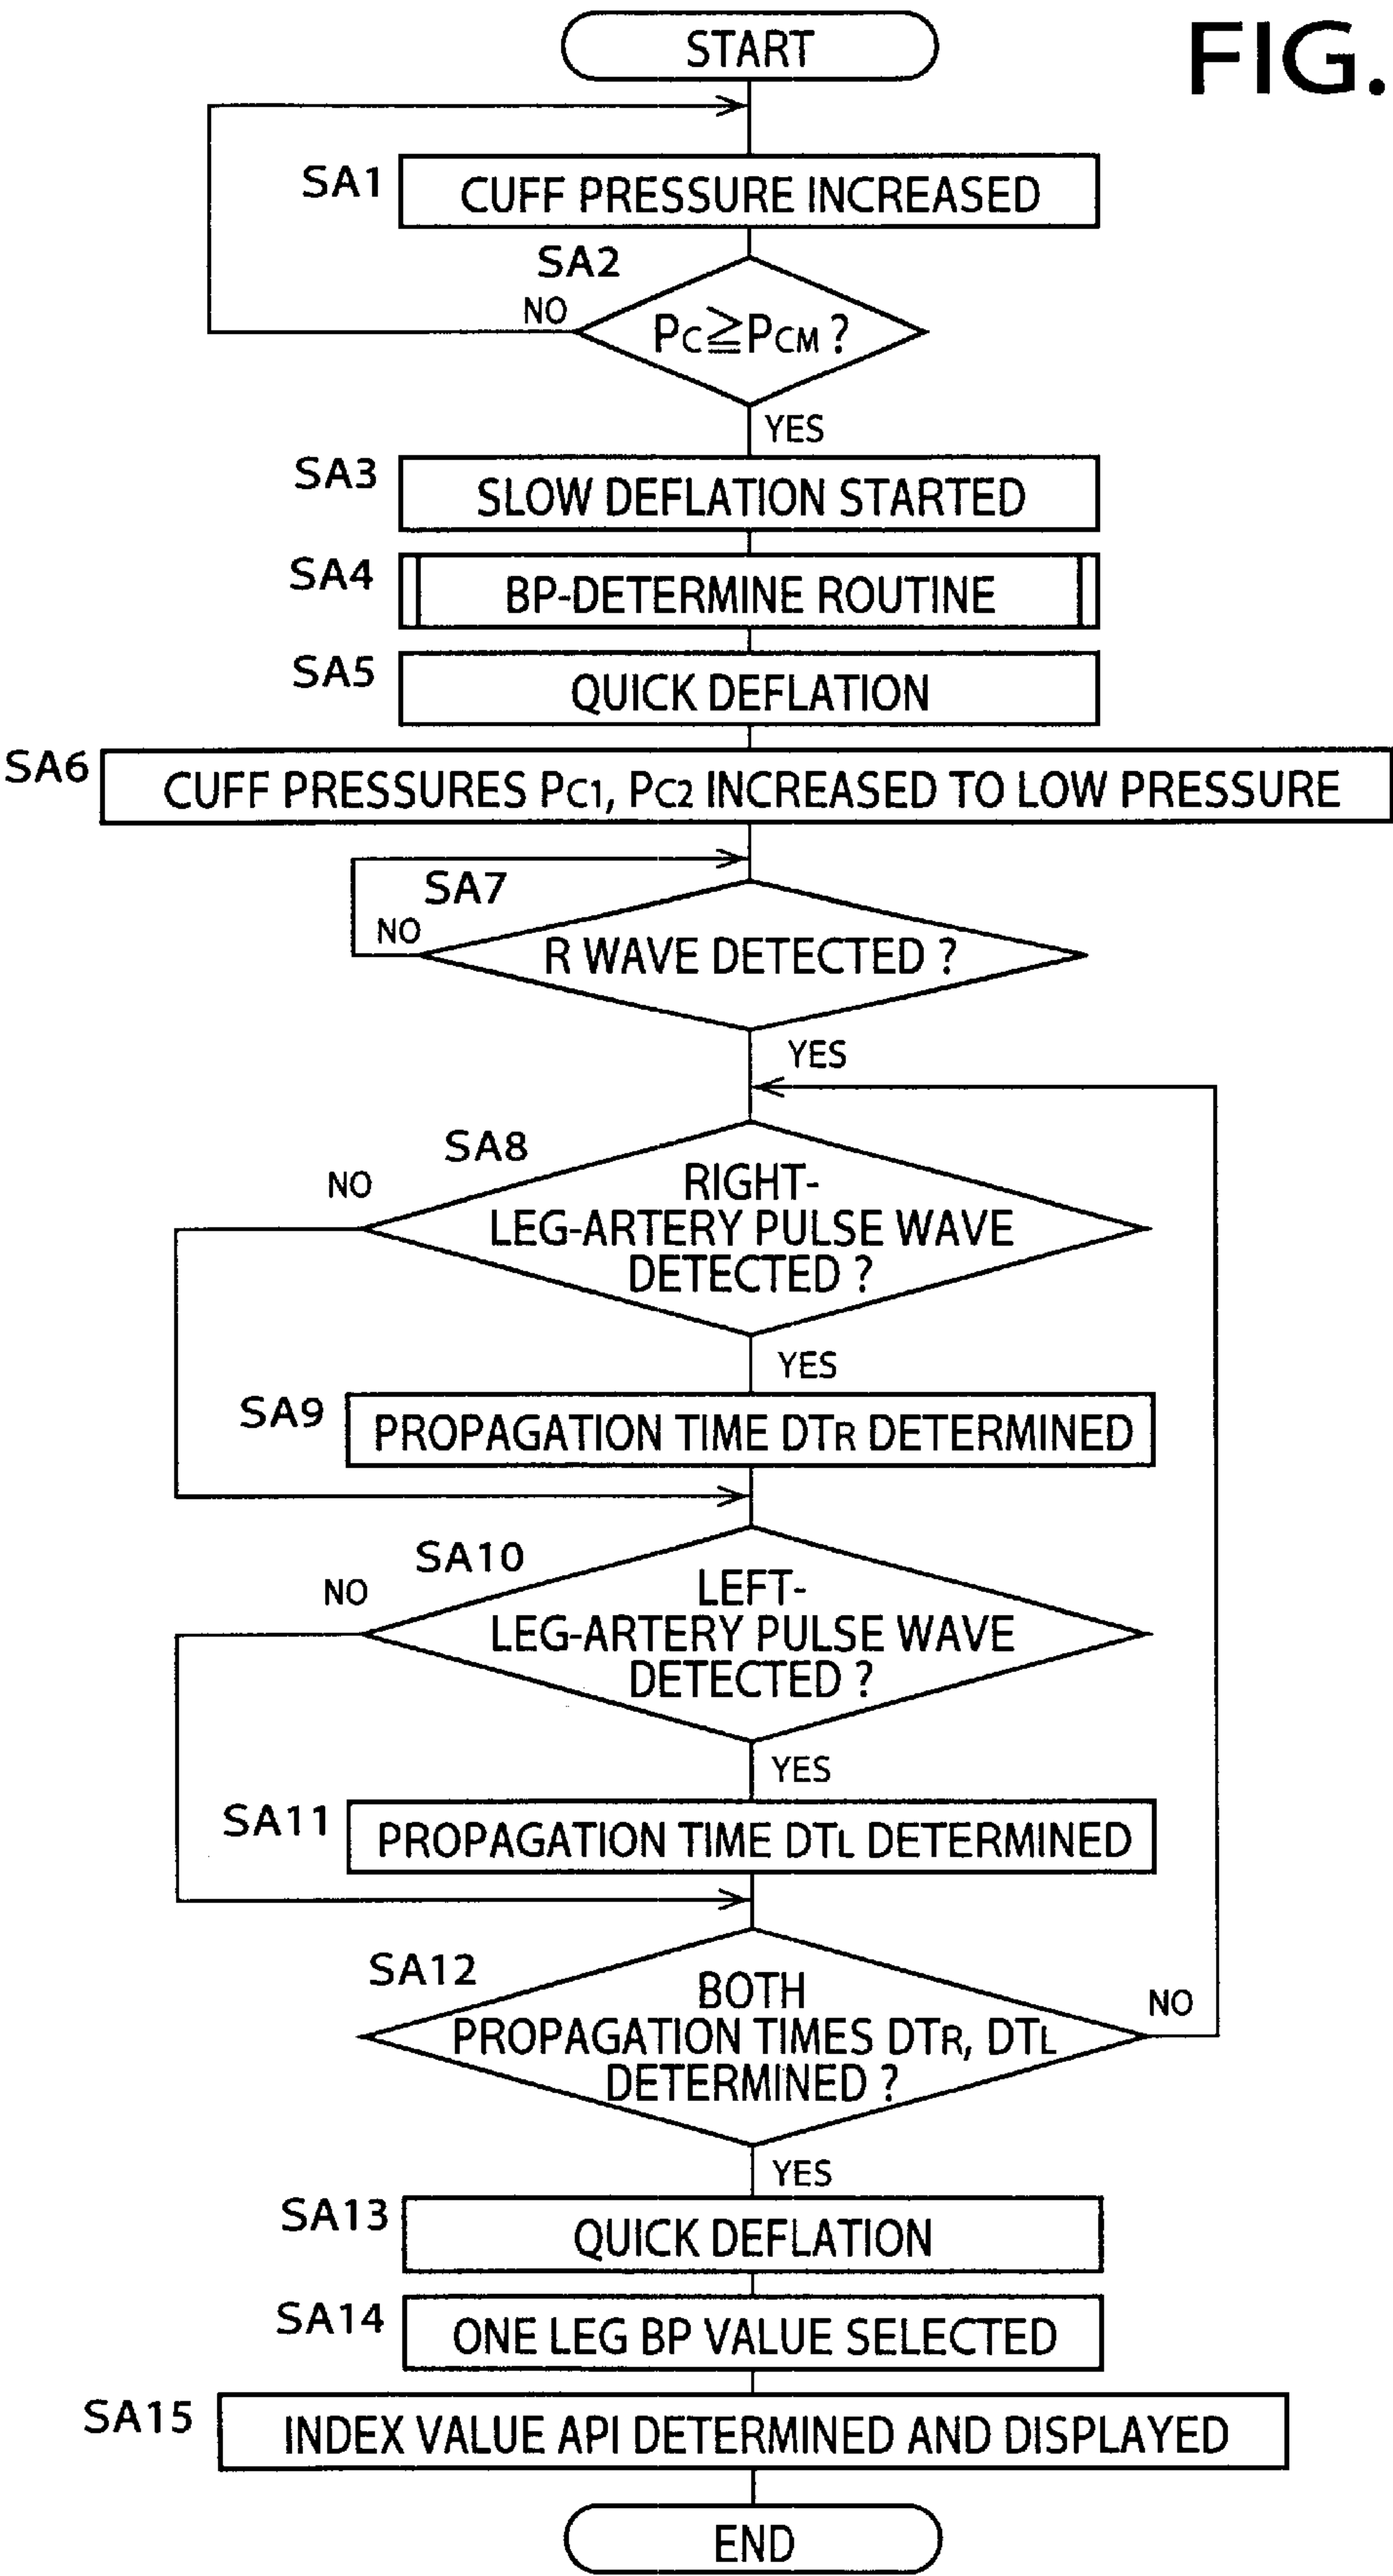 START
FIG.
SA1
CUFF PRESSURE INCREASED
SA2
NO
PC≧PCM ?
YES
SA3
SLOW DEFLATION STARTED
SA4
BP-DETERMINE ROUTINE
SA5
QUICK DEFLATION
SA6
CUFF PRESSURES PC1, PC2 INCREASED TO LOW PRESSURE
SA7
NO
R WAVE DETECTED ?
YES
SA8
NO
RIGHT-
LEG-ARTERY PULSE WAVE
DETECTED ?
YES
SA9
PROPAGATION TIME DTR DETERMINED
SA10
NO
LEFT-
LEG-ARTERY PULSE WAVE
DETECTED ?
YES
SA11
PROPAGATION TIME DTL DETERMINED
SA12
BOTH
NO
PROPAGATION TIMES DTR, DTL
DETERMINED ?
YES
SA13
QUICK DEFLATION
SA14
ONE LEG BP VALUE SELECTED
SA15
INDEX VALUE API DETERMINED AND DISPLAYED
END